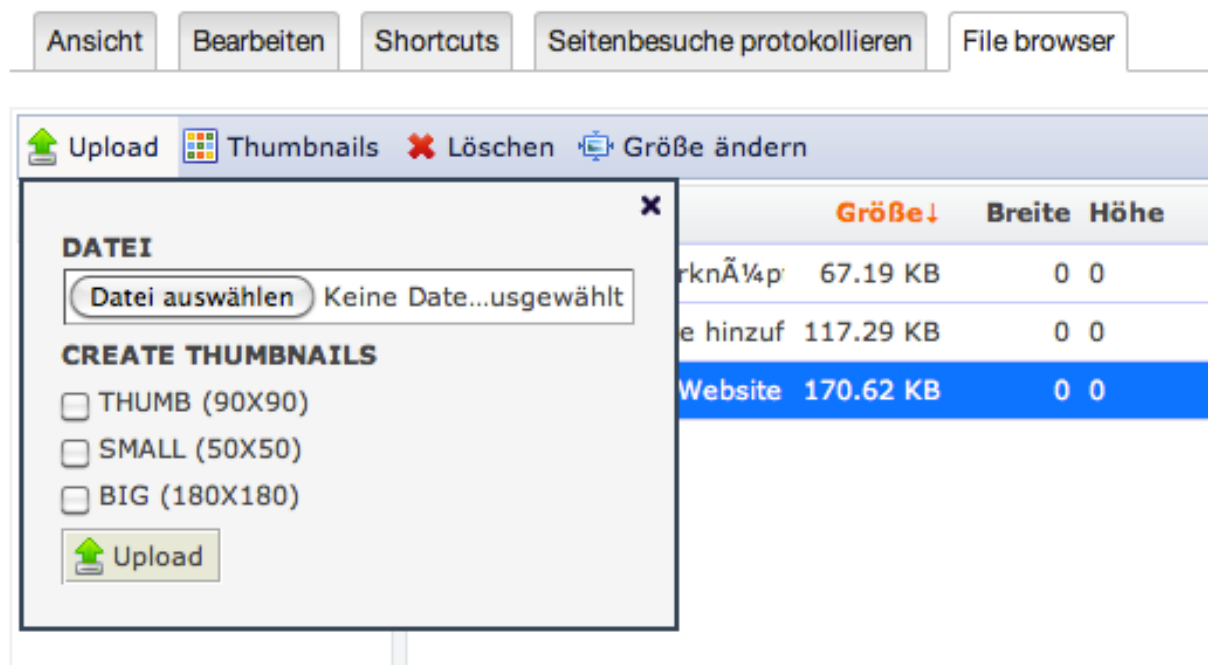 Ansicht Bearbeiten Shortcuts Seitenbesuche protokollieren File browser
Upload Thumbnails Löschen Größe ändern
Größe↓ Breite Höhe
DATEI
rknÃ¼p 67.19 KB 0 0
Datei auswählen Keine Date...usgewählt
e hinzuf 117.29 KB 0 0
CREATE THUMBNAILS
Website 170.62 KB 0 0
THUMB (90X90)
SMALL (50X50)
BIG (180X180)
Upload